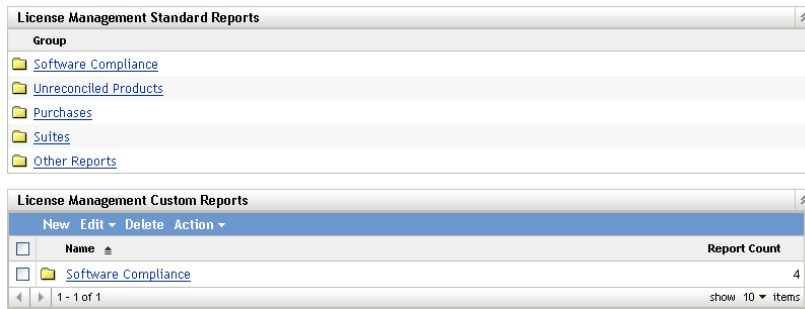 License Management Standard Reports
Group
Software Compliance
Unreconciled Products
Purchases
Suites
Other Reports
License Management Custom Reports
New Edit Delete Action
Name Report Count
Software Compliance 4
1 - 1 of 1 show 10 items